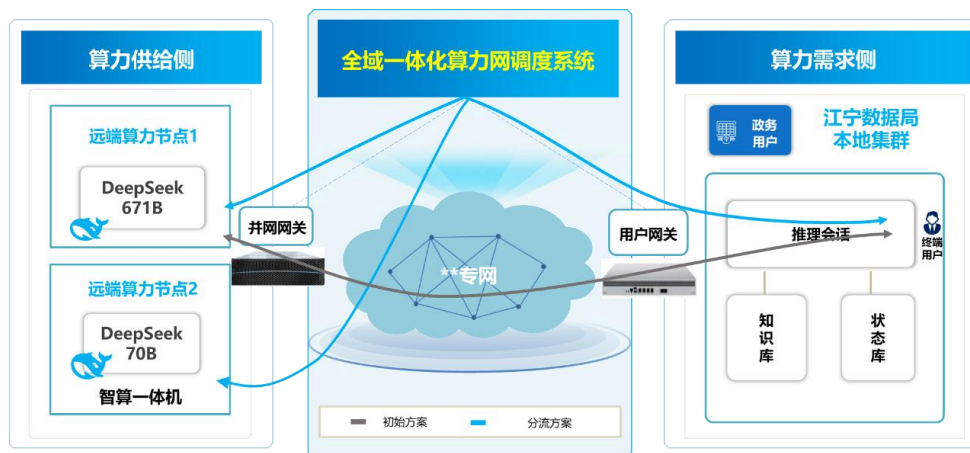 算力供给侧
远端算力节点1
DeepSeek
671B
远端算力节点2
DeepSeek
70B
智算一体机
全域一体化算力网调度系统
并网网关
**专网
用户网关
初始方案
分流方案
算力需求侧
政务
用户
江宁数据局
本地集群
推理会话
终端
用户
知
识
库
状
态
库